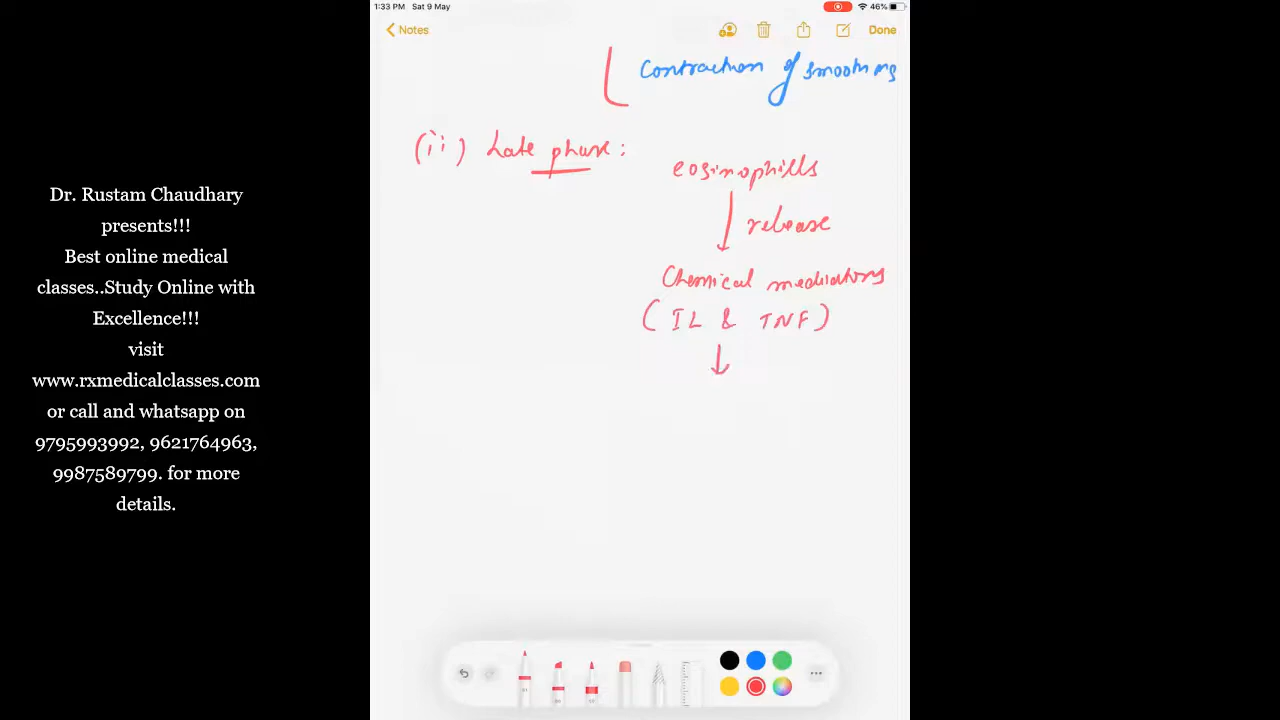 1:33 PM Sat 9 May
46%
Notes
Done
Contraction of smooth ms
(ii) Late phase:
eosinophills
release
Chemical mediators
(IL & TNF)
Dr. Rustam Chaudhary
presents!!!
Best online medical
classes..Study Online with
Excellence!!!
visit
www.rxmedicalclasses.com
or call and whatsapp on
9795993992, 9621764963,
9987589799. for more
details.